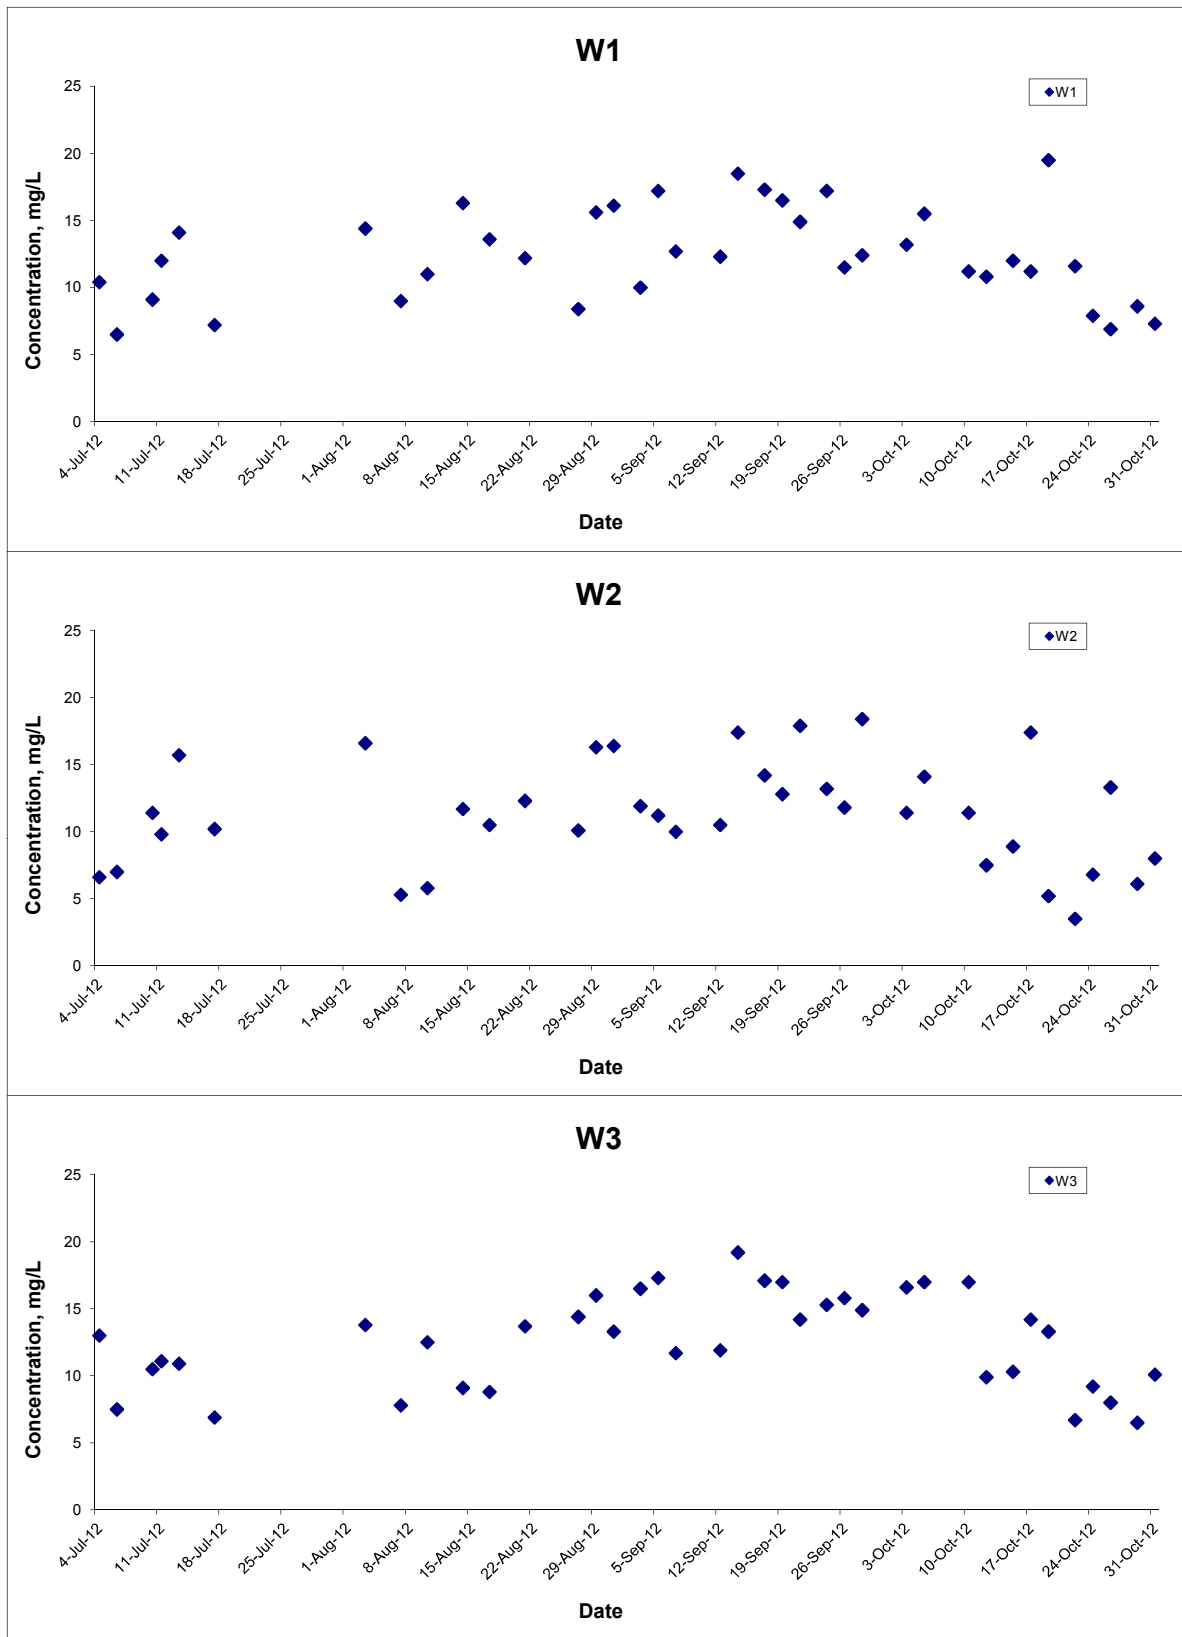 W1
W1
25
20
15
10
5
0
Concentration, mg/L
4-Jul-12 11-Jul-12 18-Jul-12 25-Jul-12 1-Aug-12 8-Aug-12 15-Aug-12 22-Aug-12 29-Aug-12 5-Sep-12 12-Sep-12 19-Sep-12 26-Sep-12 3-Oct-12 10-Oct-12 17-Oct-12 24-Oct-12 31-Oct-12
Date
W2
W2
25
20
15
10
5
0
Concentration, mg/L
4-Jul-12 11-Jul-12 18-Jul-12 25-Jul-12 1-Aug-12 8-Aug-12 15-Aug-12 22-Aug-12 29-Aug-12 5-Sep-12 12-Sep-12 19-Sep-12 26-Sep-12 3-Oct-12 10-Oct-12 17-Oct-12 24-Oct-12 31-Oct-12
Date
W3
W3
25
20
15
10
5
0
Concentration, mg/L
4-Jul-12 11-Jul-12 18-Jul-12 25-Jul-12 1-Aug-12 8-Aug-12 15-Aug-12 22-Aug-12 29-Aug-12 5-Sep-12 12-Sep-12 19-Sep-12 26-Sep-12 3-Oct-12 10-Oct-12 17-Oct-12 24-Oct-12 31-Oct-12
Date